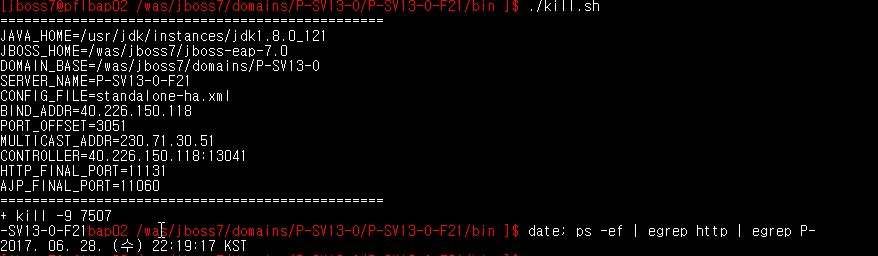 [jboss7@pflbap02 /was/jboss7/domains/P-SV13-0/P-SV13-0-F21/bin ]$ ./kill.sh
================================================
JAVA_HOME=/usr/jdk/instances/jdk1.8.0_121
JBOSS_HOME=/was/jboss7/jboss-eap-7.0
DOMAIN_BASE=/was/jboss7/domains/P-SV13-0
SERVER_NAME=P-SV13-0-F21
CONFIG_FILE=standalone-ha.xml
BIND_ADDR=40.226.150.118
PORT_OFFSET=3051
MULTICAST_ADDR=230.71.30.51
CONTROLLER=40.226.150.118:13041
HTTP_FINAL_PORT=11131
AJP_FINAL_PORT=11060
================================================
+ kill -9 7507
-SV13-0-F21bap02 /was/jboss7/domains/P-SV13-0/P-SV13-0-F21/bin ]$ date; ps -ef | egrep http | egrep P-
2017. 06. 28. (수) 22:19:17 KST